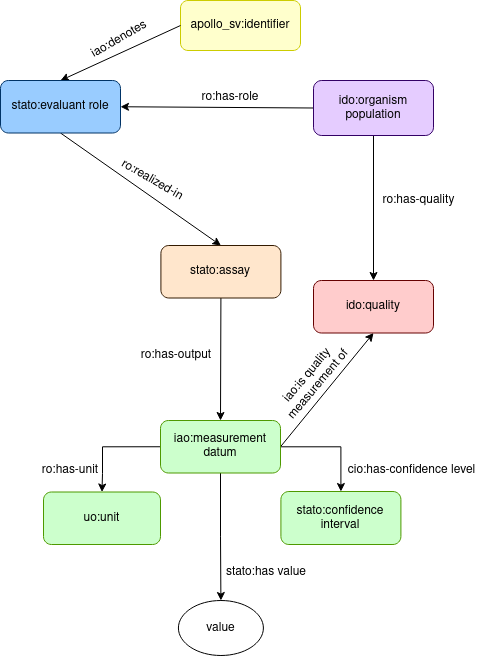 apollo_sv:identifier
iao:denotes
stato:evaluant role
ro:has-role
ido:organism
population
ro:realized-in
ro:has-quality
stato:assay
ido:quality
ro:has-output
iao:is quality
measurement of
iao:measurement
datum
ro:has-unit
cio:has-confidence level
uo:unit
stato:confidence
interval
stato:has value
value